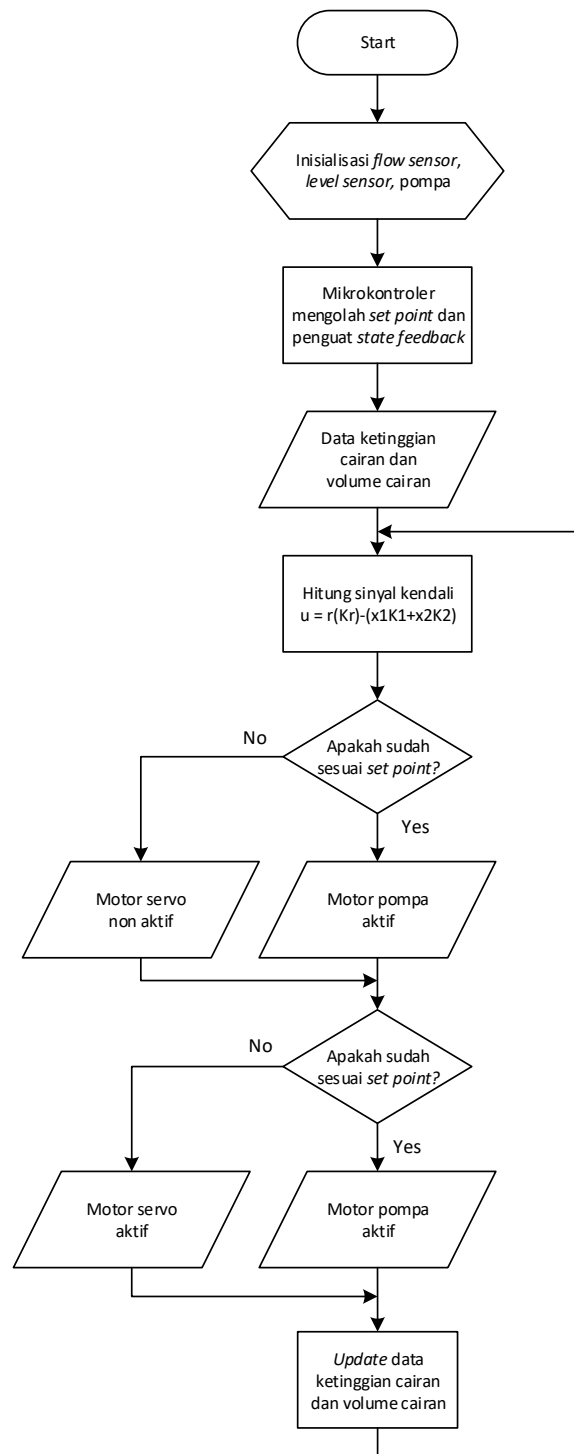 Start
Inisialisasi flow sensor,
level sensor, pompa
Mikrokontroler
mengolah set point dan
penguat state feedback
Data ketinggian
cairan dan
volume cairan
Hitung sinyal kendali
u = r(Kr)-(x1K1+x2K2)
No
Apakah sudah
sesuai set point?
Yes
Motor servo
non aktif
Motor pompa
aktif
No
Apakah sudah
sesuai set point?
Yes
Motor servo
aktif
Motor pompa
aktif
Update data
ketinggian cairan
dan volume cairan